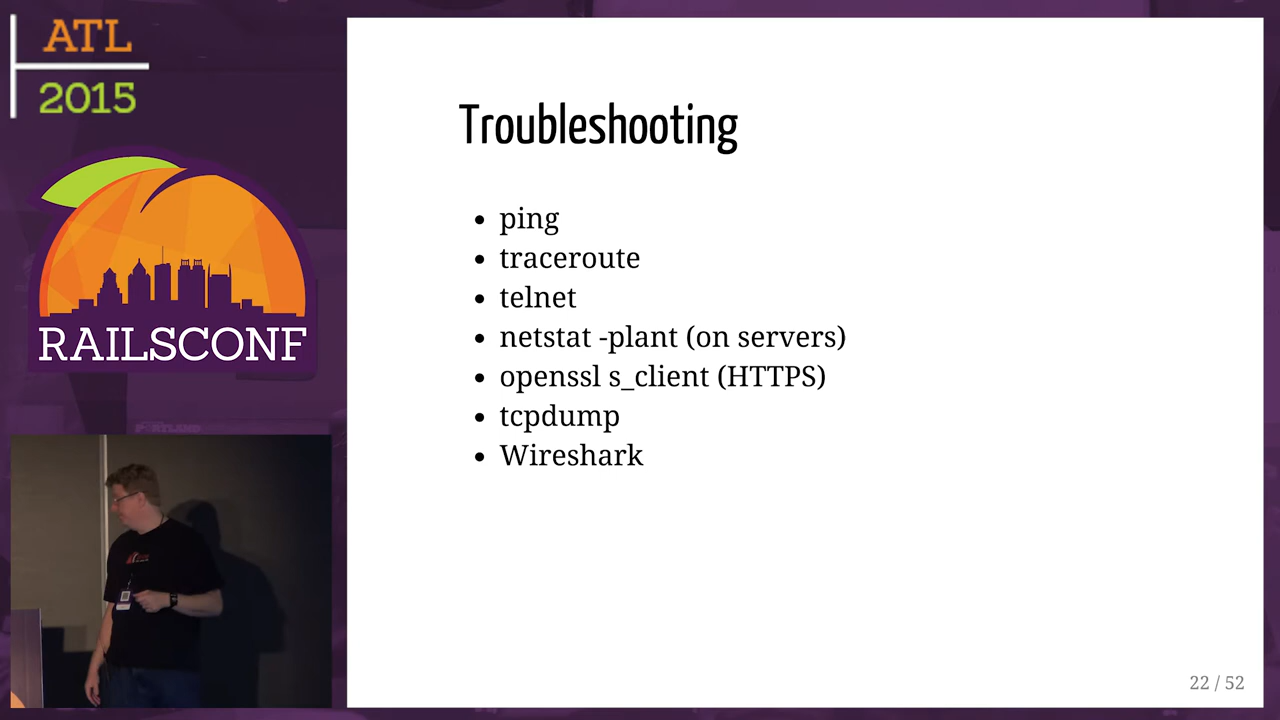 ATL
2015
RAILSCONF
Troubleshooting
• ping
• traceroute
• telnet
• netstat -plant (on servers)
• openssl s_client (HTTPS)
• tcpdump
• Wireshark
22 / 52